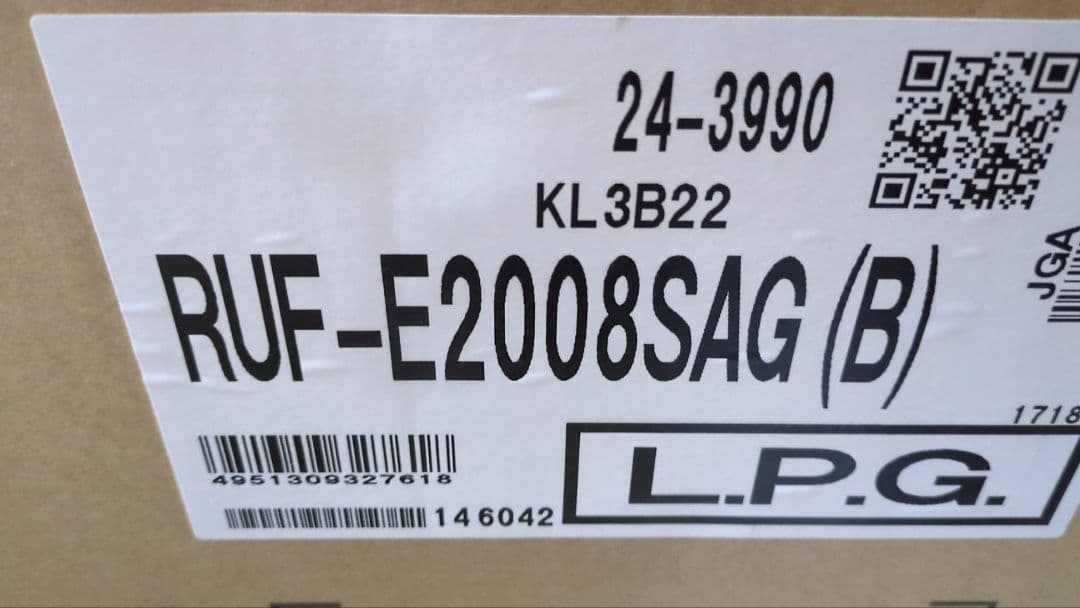 24-3990
KL3B22
RUF-E2008SAG(B)
JGA
1718
4951309327618
L.P.G.
146042